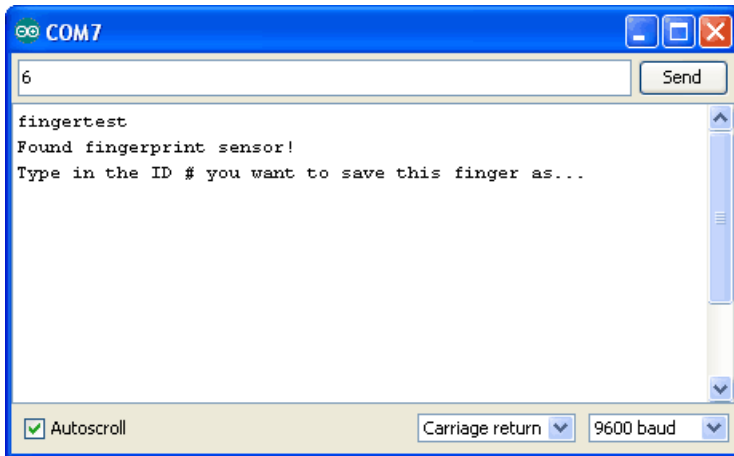 COM7
6
Send
fingertest
Found fingerprint sensor!
Type in the ID # you want to save this finger as...
Autoscroll
Carriage return
9600 baud